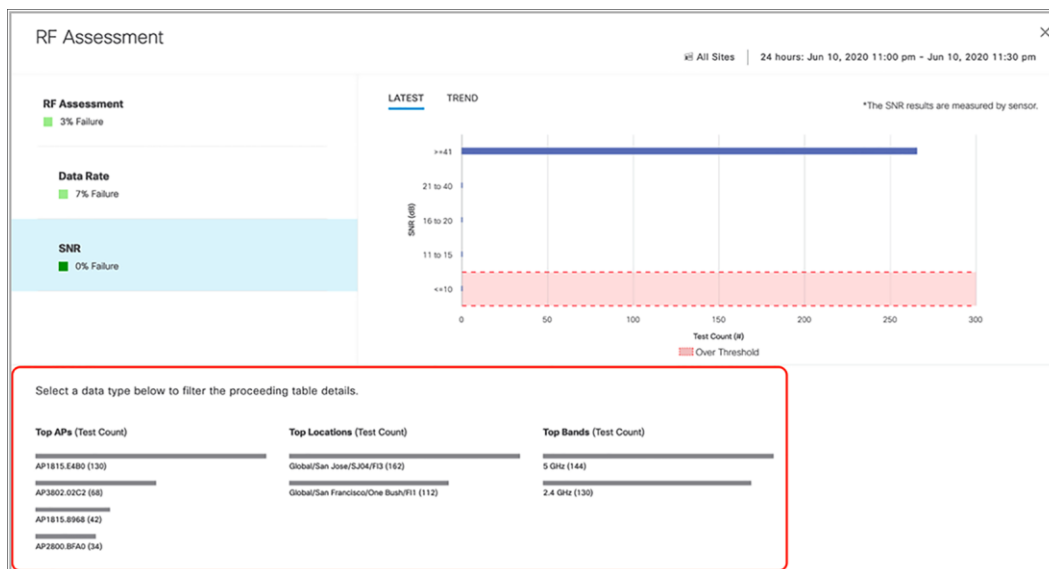 RF Assessment
All Sites
24 hours: Jun 10, 2020 11:00 pm - Jun 10, 2020 11:30 pm
RF Assessment
3% Failure
Data Rate
7% Failure
SNR
0% Failure
LATEST TREND
*The SNR results are measured by sensor.
SNR (dB)
>=41
21 to 40
16 to 20
11 to 15
<=10
0 50 100 150 200 250 300
Test Count (#)
Over Threshold
Select a data type below to filter the proceeding table details.
Top APs (Test Count)
AP1815.E4B0 (130)
AP3802.02C2 (68)
AP1815.8968 (42)
AP2800.BFA0 (34)
Top Locations (Test Count)
Global/San Jose/SJ04/Fl3 (162)
Global/San Francisco/One Bush/Fl1 (112)
Top Bands (Test Count)
5 GHz (144)
2.4 GHz (130)